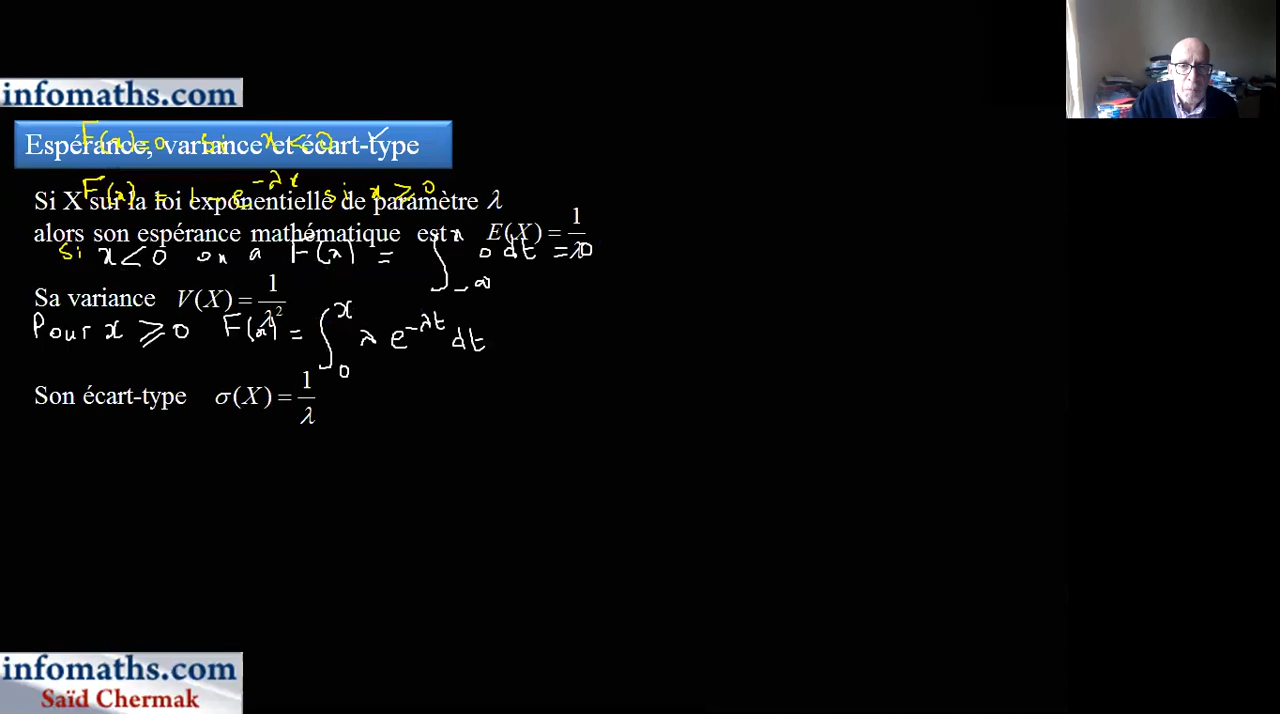 infomaths.com
Espérance, variance et écart-type
F(x)=0 si x < 0
Si X sur la loi exponentielle de paramètre λ
F(x) = 1 - e^{-λx} si x ≥ 0
alors son espérance mathématique est E(X) = 1/λ
si x < 0 on a F(x) = ∫_{-∞}^{x} 0 dt = 0
Sa variance V(X) = 1/λ²
Pour x ≥ 0 F(x) = ∫_{0}^{x} λ e^{-λt} dt
Son écart-type σ(X) = 1/λ
infomaths.com
Saïd Chermak